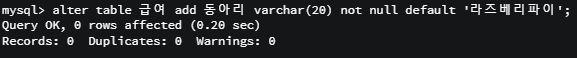 mysql> alter table 급여 add 동아리 varchar(20) not null default '라즈베리파이';
Query OK, 0 rows affected (0.20 sec)
Records: 0  Duplicates: 0  Warnings: 0